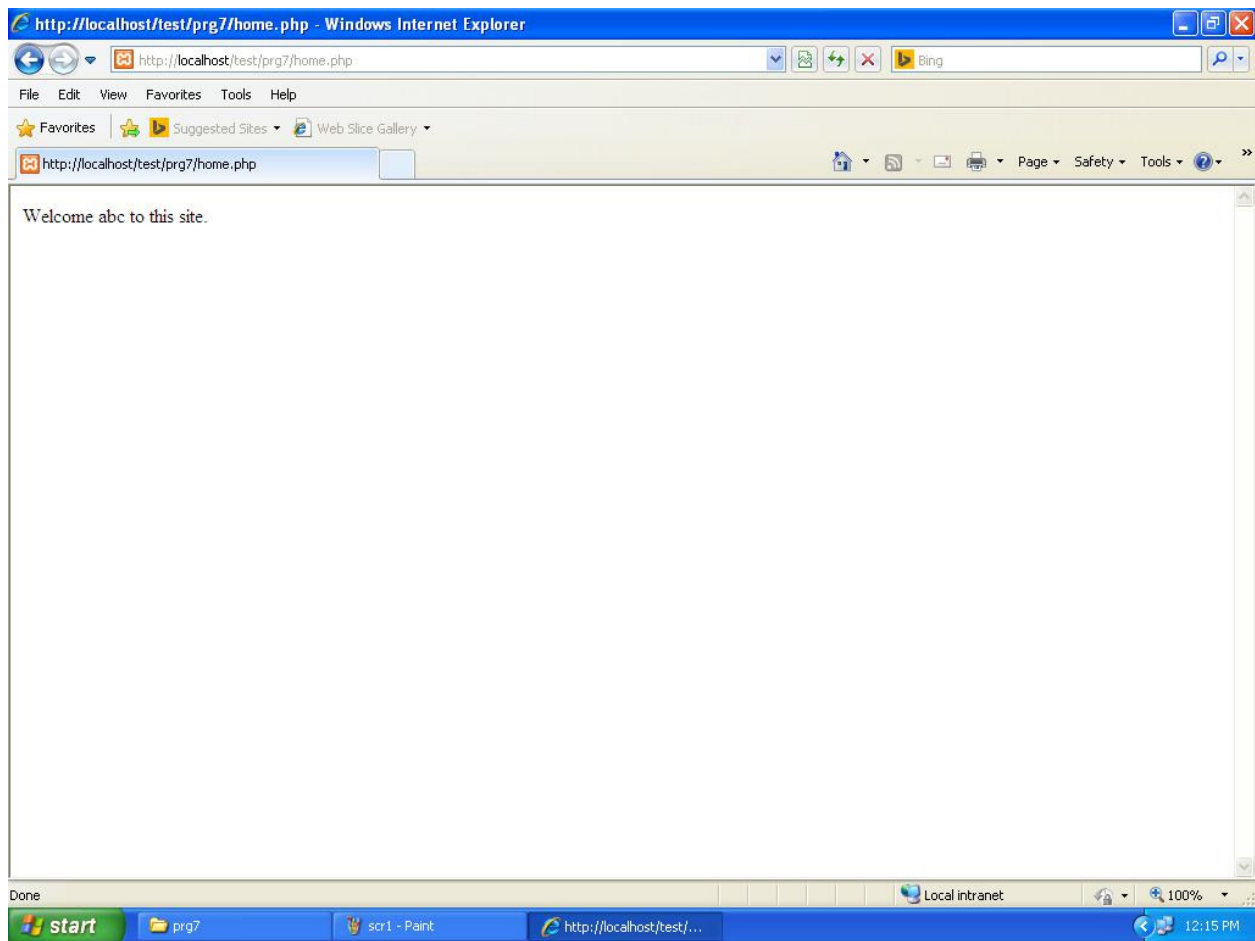 http://localhost/test/prg7/home.php - Windows Internet Explorer
http://localhost/test/prg7/home.php Bing
File Edit View Favorites Tools Help
Favorites Suggested Sites Web Slice Gallery
http://localhost/test/prg7/home.php Page Safety Tools
Welcome abc to this site.
Done Local intranet 100%
start prg7 scr1 - Paint http://localhost/test/... 12:15 PM